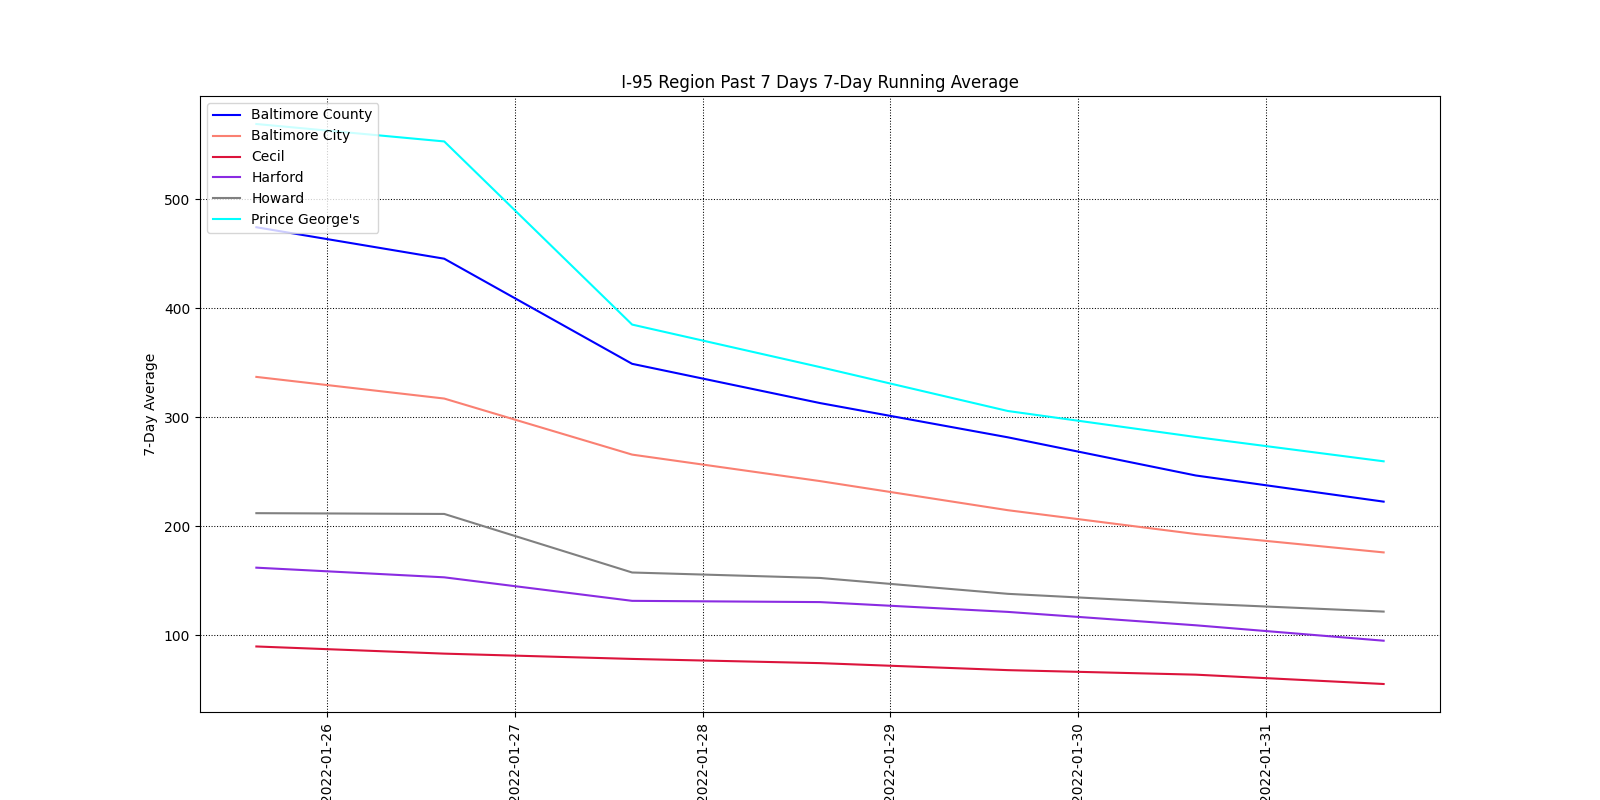 I-95 Region Past 7 Days 7-Day Running Average
Baltimore County
Baltimore City
Cecil
Harford
Howard
Prince George's
500
400
300
200
100
7-Day Average
2022-01-26
2022-01-27
2022-01-28
2022-01-29
2022-01-30
2022-01-31